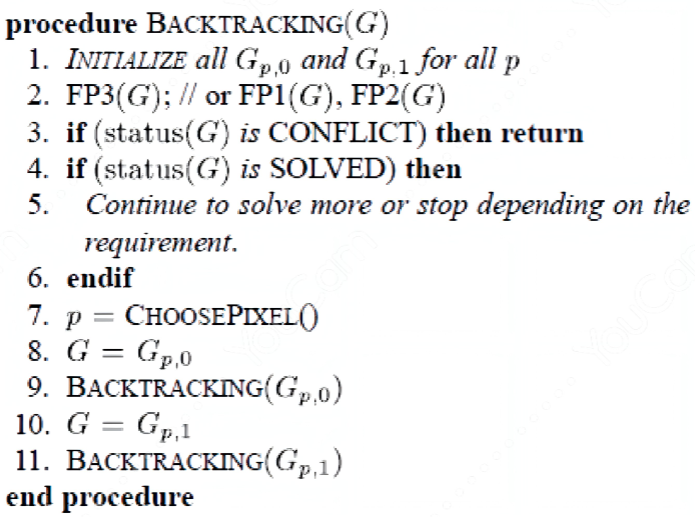 procedure BACKTRACKING(G)
1. INITIALIZE all G_{p,0} and G_{p,1} for all p
2. FP3(G); // or FP1(G), FP2(G)
3. if (status(G) is CONFLICT) then return
4. if (status(G) is SOLVED) then
5. Continue to solve more or stop depending on the
requirement.
6. endif
7. p = CHOOSEPIXEL()
8. G = G_{p,0}
9. BACKTRACKING(G_{p,0})
10. G = G_{p,1}
11. BACKTRACKING(G_{p,1})
end procedure